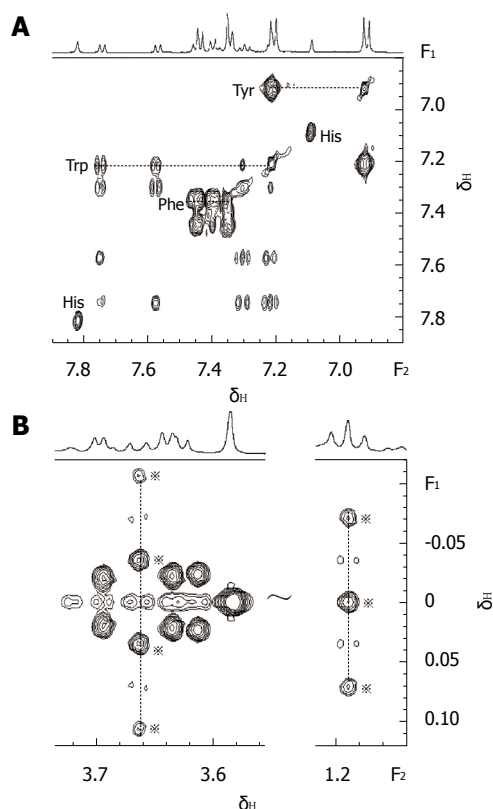 A
F1
7.0
7.2
7.4
7.6
7.8
δH
Tyr
His
Trp
Phe
His
7.8 7.6 7.4 7.2 7.0 F2
δH
B
F1
-0.05
0
0.05
0.10
δH
※ ※
※ ※
※ ※
※
3.7 3.6 1.2 F2
δH